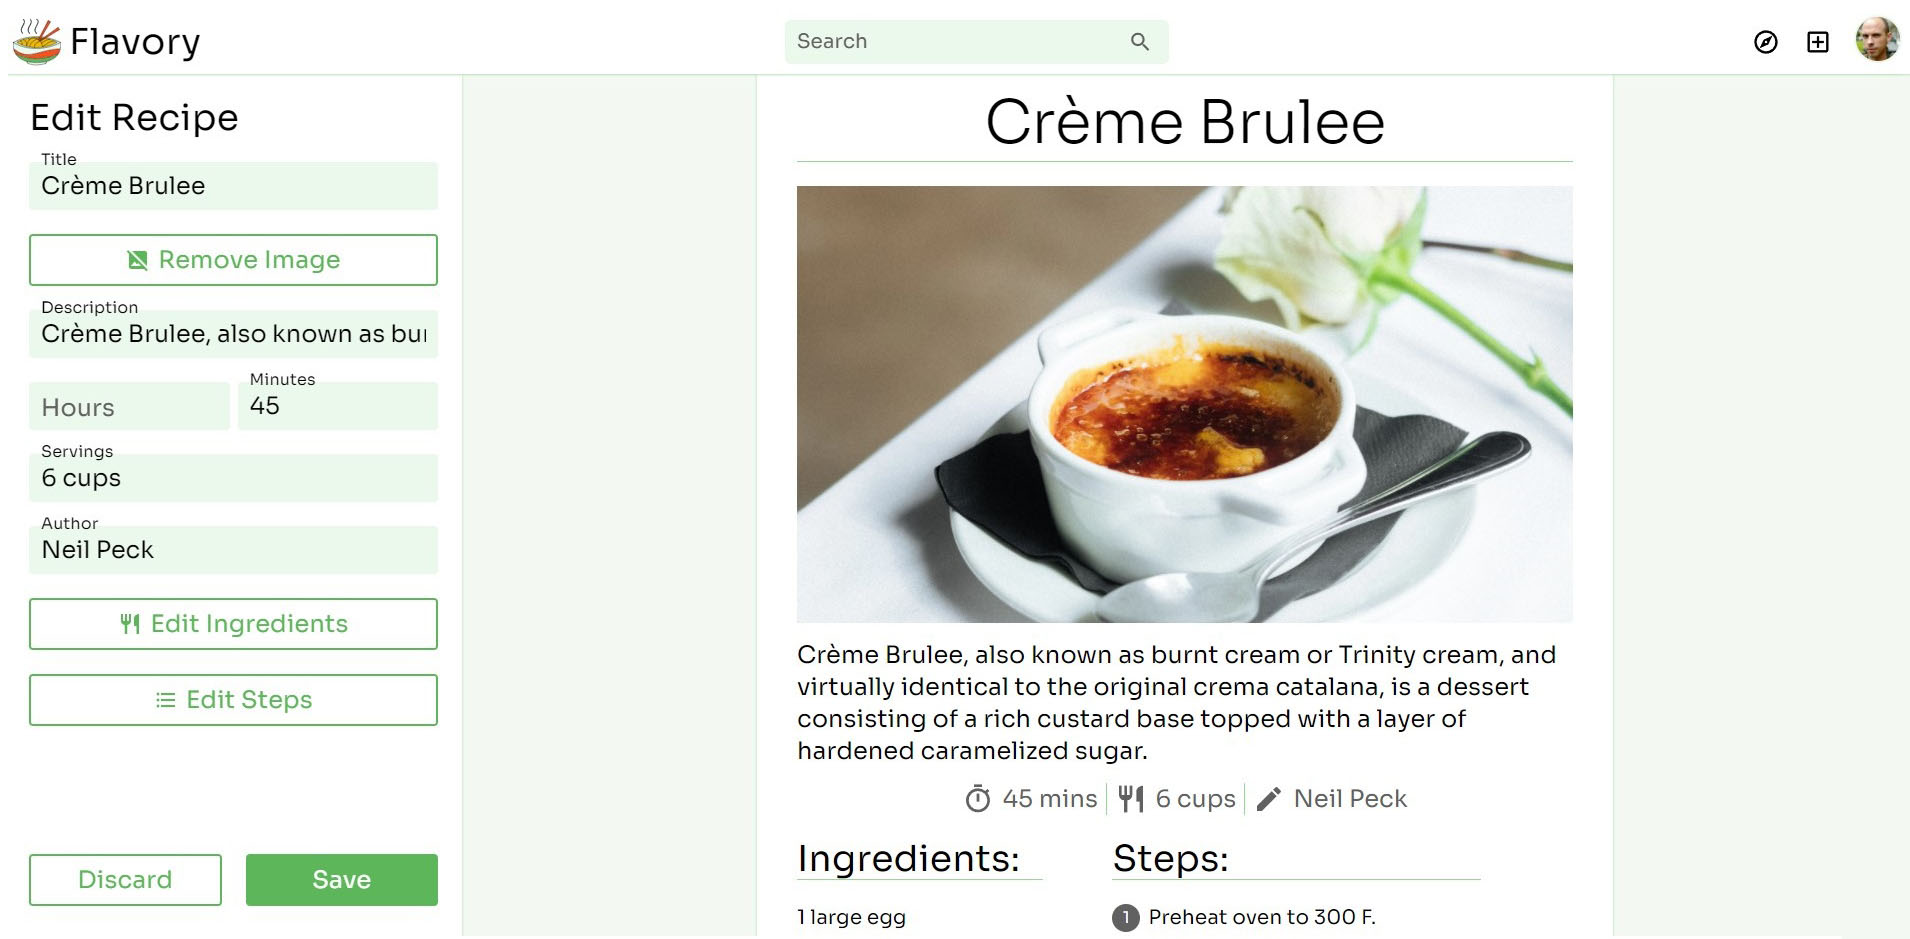 Flavory
Search
Edit Recipe
Title
Crème Brulee
Remove Image
Description
Crème Brulee, also known as bur
Hours
Minutes
45
Servings
6 cups
Author
Neil Peck
Edit Ingredients
Edit Steps
Discard
Save
Crème Brulee
Crème Brulee, also known as burnt cream or Trinity cream, and
virtually identical to the original crema catalana, is a dessert
consisting of a rich custard base topped with a layer of
hardened caramelized sugar.
45 mins
6 cups
Neil Peck
Ingredients:
1 large egg
Steps:
1 Preheat oven to 300 F.